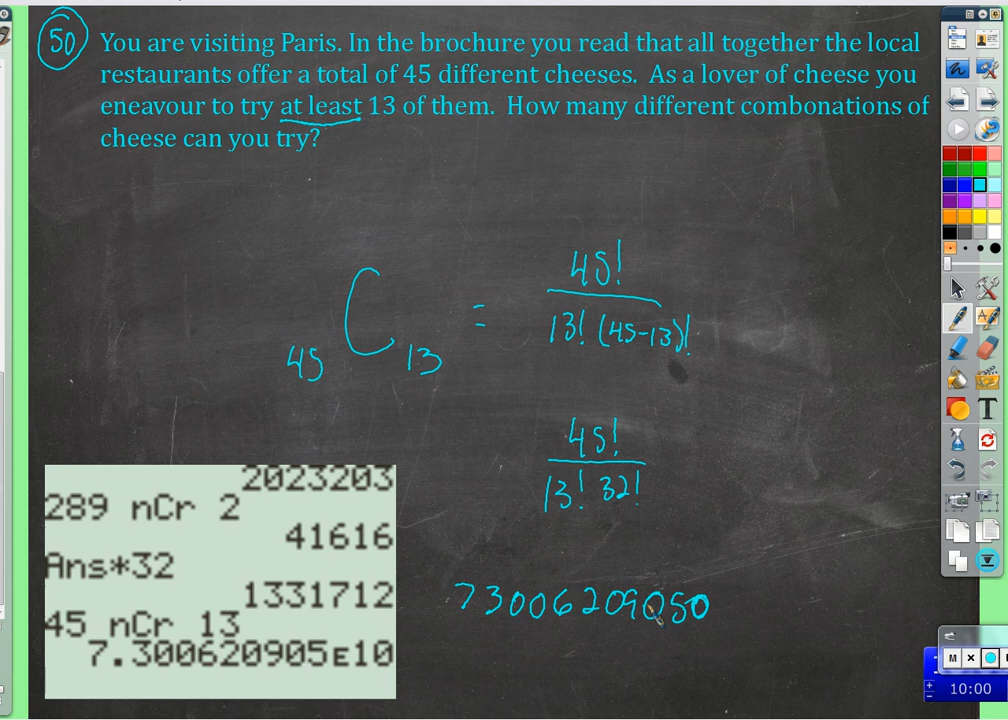 50 You are visiting Paris. In the brochure you read that all together the local
restaurants offer a total of 45 different cheeses. As a lover of cheese you
eneavour to try at least 13 of them. How many different combonations of
cheese can you try?
45 C 13 = 45! / 13! (45-13)!
45! / 13! 32!
2023203
289 nCr 2
41616
Ans*32
1331712
45 nCr 13
7.300620905E10
73006209050
T
M
10:00